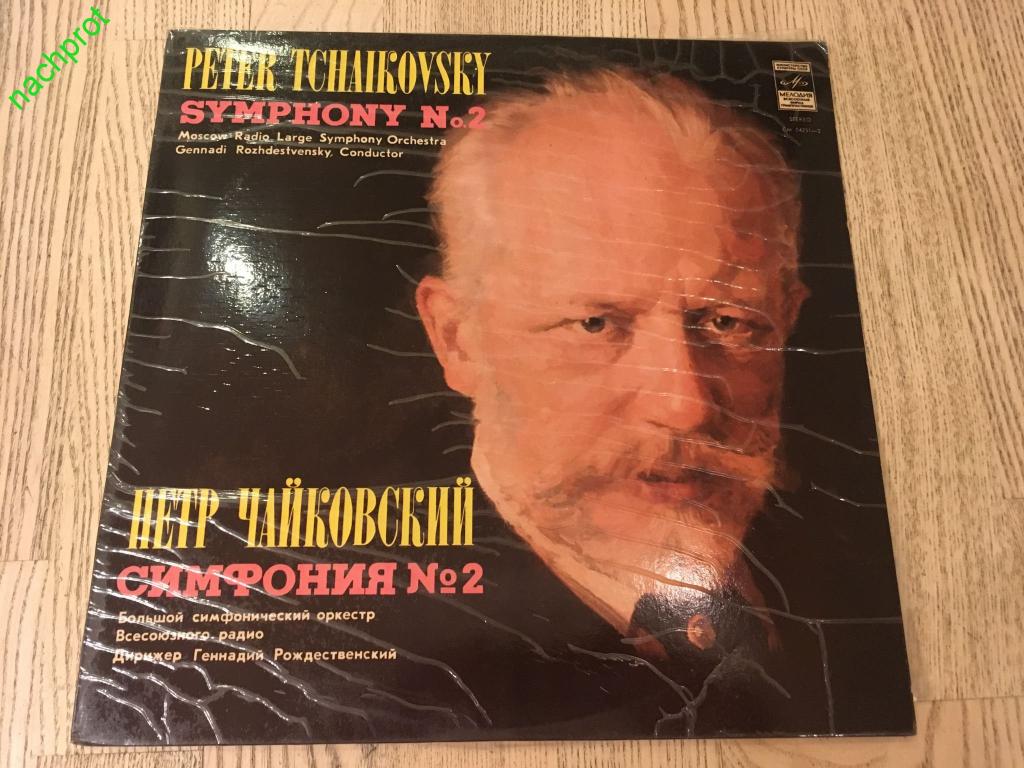 nachprot
PETER TCHAIKOVSKY
SYMPHONY No.2
Moscow Radio Large Symphony Orchestra
Gennadi Rozhdestvensky, Conductor
МЕЛОДИЯ
STEREO
ПЕТР ЧАЙКОВСКИЙ
СИМФОНИЯ №2
Большой симфонический оркестр
Всесоюзного радио
Дирижер Геннадий Рождественский